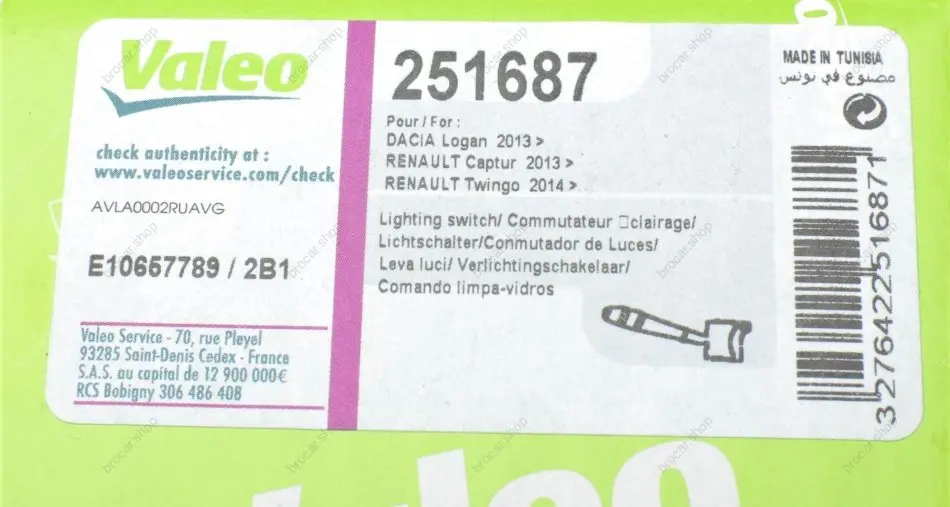 Valeo
check authenticity at :
www.valeoservice.com/check
AVLA0002RUAVG
E10657789 / 2B1
Valeo Service - 70, rue Pleyel
93285 Saint-Denis Cedex - France
S.A.S. au capital de 12 900 000€
RCS Bobigny 306 486 408
251687
Pour / For :
DACiA Logan 2013 >
RENAULT Captur 2013 >
RENAULT Twingo 2014 >
Lighting switch/ Commutateur □clairage/
Lichtschalter/Conmutador de Luces/
Leva luci/ Verlichtingschakelaar/
Comando limpa-vidros
MADE IN TUNISIA
مصنوع في تونس
3276422516871
brocar.shop